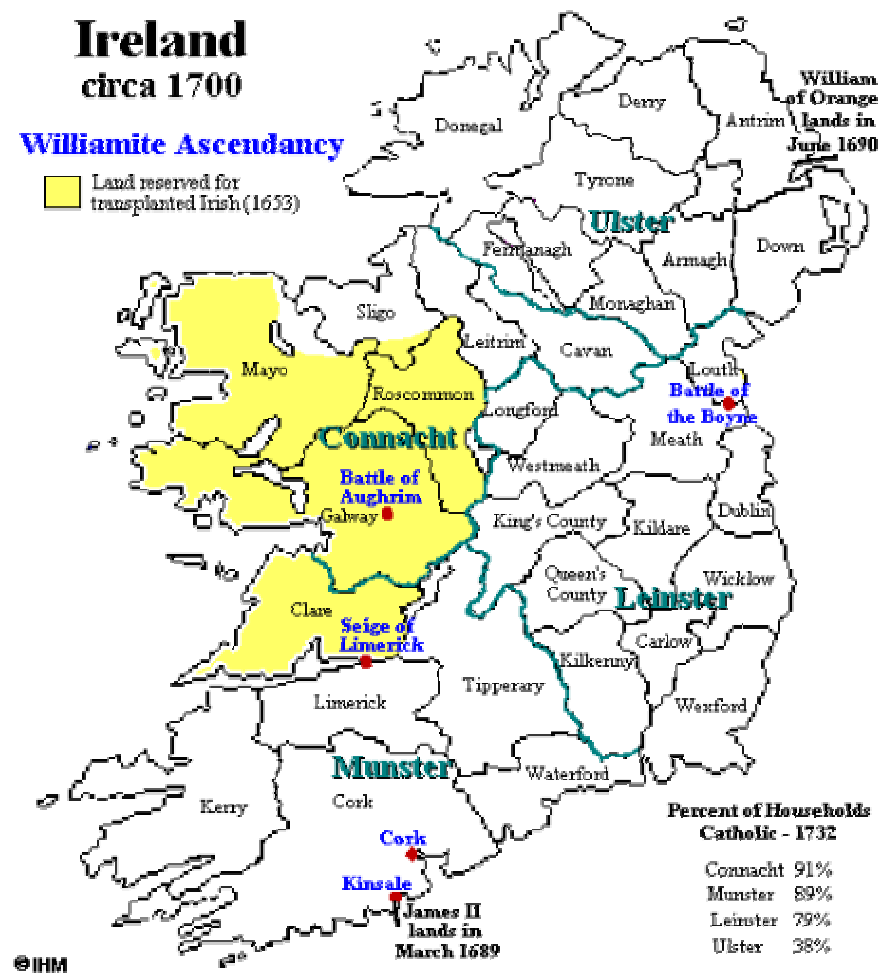 Ireland
circa 1700
Williamite Ascendancy
Land reserved for
transplanted Irish (1653)
William
of Orange
lands in
June 1690
Donegal
Derry
Antrim
Tyrone
Ulster
Fermanagh
Armagh
Down
Monaghan
Sligo
Leitrim
Cavan
Louth
Mayo
Roscommon
Longford
Battle of
the Boyne
Meath
Connacht
Westmeath
Battle of
Aughrim
Galway
King's County
Kildare
Dublin
Queen's
County
Wicklow
Leinster
Clare
Seige of
Limerick
Carlow
Kilkenny
Tipperary
Limerick
Wexford
Munster
Waterford
Kerry
Cork
Cork
Kinsale
James II
lands in
March 1689
Percent of Households
Catholic - 1732
Connacht 91%
Munster 89%
Leinster 79%
Ulster 38%
©IHM